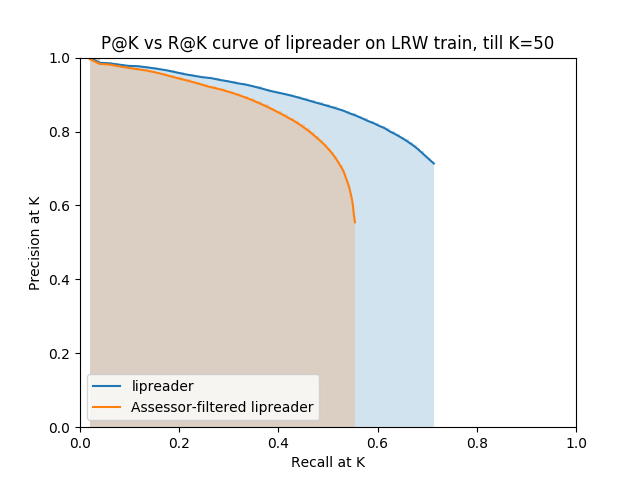 P@K vs R@K curve of lipreader on LRW train, till K=50
1.0
0.8
0.6
0.4
0.2
0.0
Precision at K
lipreader
Assessor-filtered lipreader
0.0 0.2 0.4 0.6 0.8 1.0
Recall at K